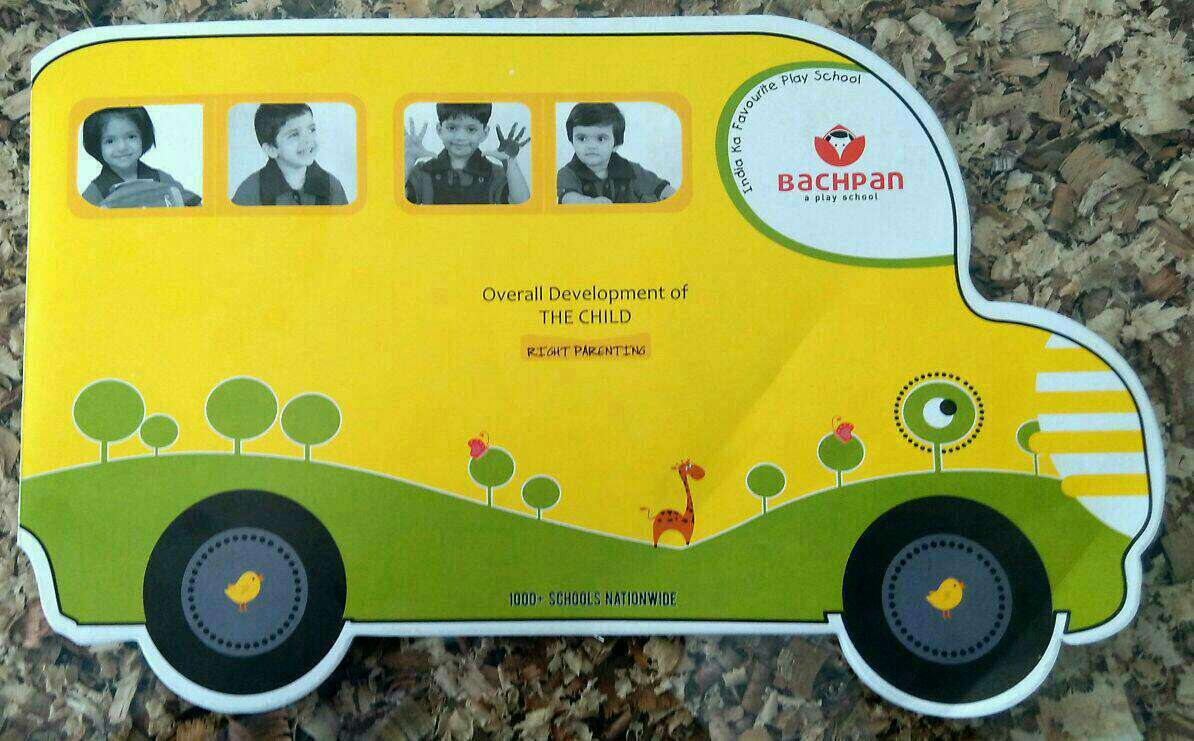 India Ka Favourite Play School
BACHPAN
a play school
Overall Development of
THE CHILD
RIGHT PARENTING
1000+ SCHOOLS NATIONWIDE